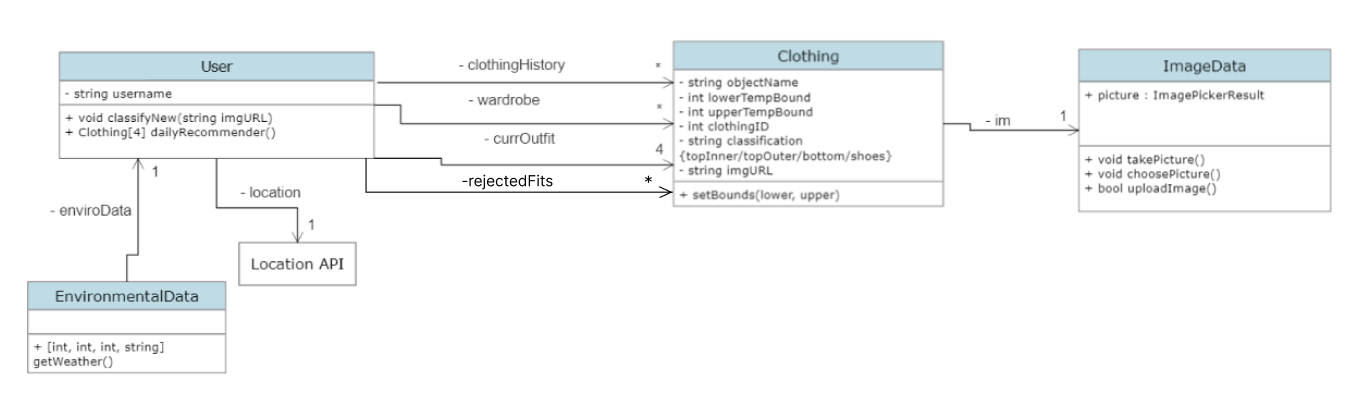 User
- string username
+ void classifyNew(string imgURL)
+ Clothing[4] dailyRecommender()
- clothingHistory
*
- wardrobe
*
- currOutfit
4
-rejectedFits
*
Clothing
- string objectName
- int lowerTempBound
- int upperTempBound
- int clothingID
- string classification
{topInner/topOuter/bottom/shoes}
- string imgURL
+ setBounds(lower, upper)
- im
1
ImageData
+ picture : ImagePickerResult
+ void takePicture()
+ void choosePicture()
+ bool uploadImage()
1
- enviroData
- location
1
Location API
EnvironmentalData
+ [int, int, int, string]
getWeather()